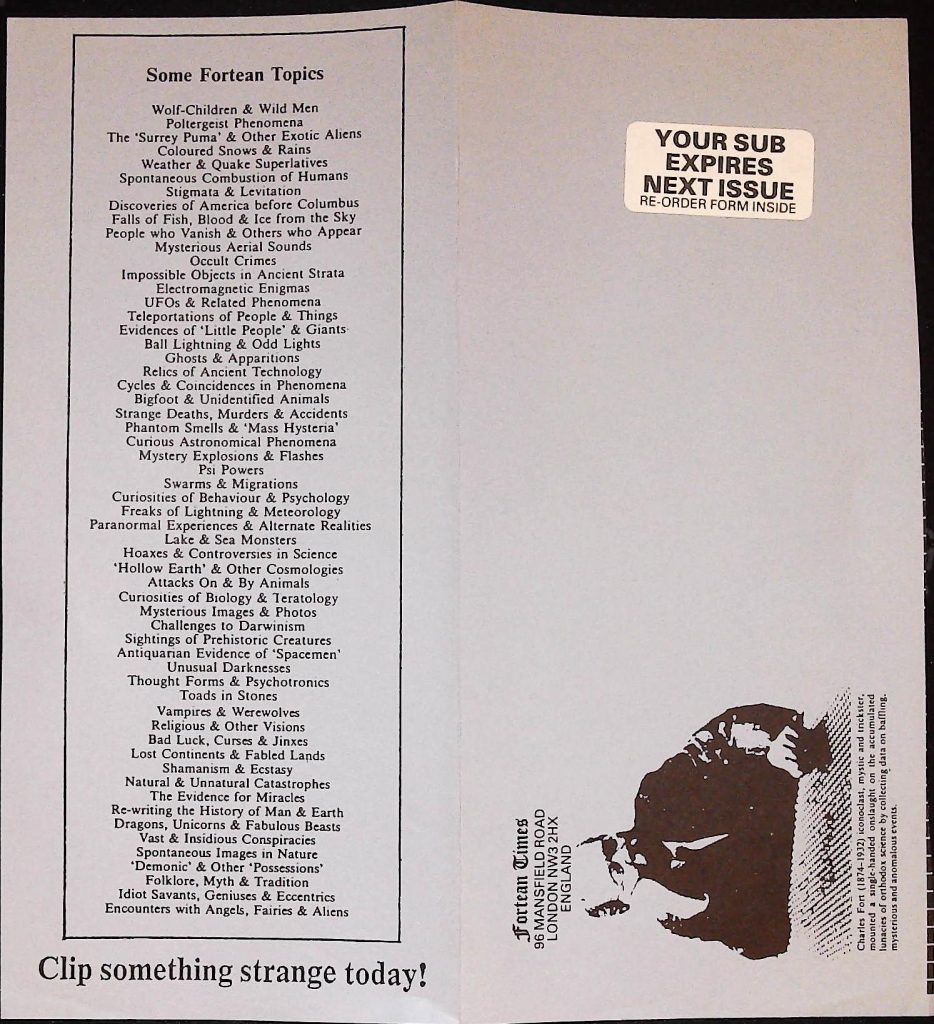 Some Fortean Topics
Wolf-Children & Wild Men
Poltergeist Phenomena
The 'Surrey Puma' & Other Exotic Aliens
Coloured Snows & Rains
Weather & Quake Superlatives
Spontaneous Combustion of Humans
Stigmata & Levitation
Discoveries of America before Columbus
Falls of Fish, Blood & Ice from the Sky
People who Vanish & Others who Appear
Mysterious Aerial Sounds
Occult Crimes
Impossible Objects in Ancient Strata
Electromagnetic Enigmas
UFOs & Related Phenomena
Teleportations of People & Things
Evidences of 'Little People' & Giants
Ball Lightning & Odd Lights
Ghosts & Apparitions
Relics of Ancient Technology
Cycles & Coincidences in Phenomena
Bigfoot & Unidentified Animals
Strange Deaths, Murders & Accidents
Phantom Smells & 'Mass Hysteria'
Curious Astronomical Phenomena
Mystery Explosions & Flashes
Psi Powers
Swarms & Migrations
Curiosities of Behaviour & Psychology
Freaks of Lightning & Meteorology
Paranormal Experiences & Alternate Realities
Lake & Sea Monsters
Hoaxes & Controversies in Science
'Hollow Earth' & Other Cosmologies
Attacks On & By Animals
Curiosities of Biology & Teratology
Mysterious Images & Photos
Challenges to Darwinism
Sightings of Prehistoric Creatures
Antiquarian Evidence of 'Spacemen'
Unusual Darknesses
Thought Forms & Psychotronics
Toads in Stones
Vampires & Werewolves
Religious & Other Visions
Bad Luck, Curses & Jinxes
Lost Continents & Fabled Lands
Shamanism & Ecstasy
Natural & Unnatural Catastrophes
The Evidence for Miracles
Re-writing the History of Man & Earth
Dragons, Unicorns & Fabulous Beasts
Vast & Insidious Conspiracies
Spontaneous Images in Nature
'Demonic' & Other 'Possessions'
Folklore, Myth & Tradition
Idiot Savants, Geniuses & Eccentrics
Encounters with Angels, Fairies & Aliens
Clip something strange today!
YOUR SUB
EXPIRES
NEXT ISSUE
RE-ORDER FORM INSIDE
Fortean Times
96 MANSFIELD ROAD
LONDON NW3 2HX
ENGLAND
Charles Fort (1874–1932) iconoclast, mystic and trickster,
mounted a single-handed onslaught on the accumulated
lunacies of orthodox science by collecting data on baffling,
mysterious and anomalous events.